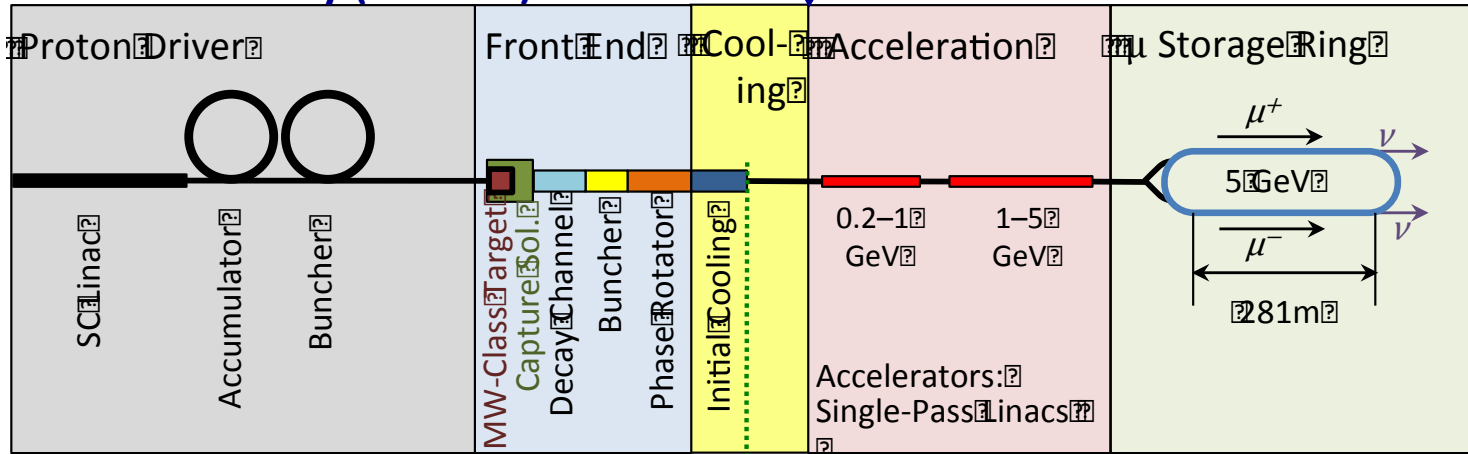 Proton Driver
Front End
Cool-
ing
Acceleration
μ Storage Ring
SC Linac
Accumulator
Buncher
MW-Class Target
Capture Sol.
Decay Channel
Buncher
Phase Rotator
Initial Cooling
0.2–1
GeV
1–5
GeV
Accelerators:
Single-Pass Linacs
μ+
ν
5 GeV
ν
μ−
281m